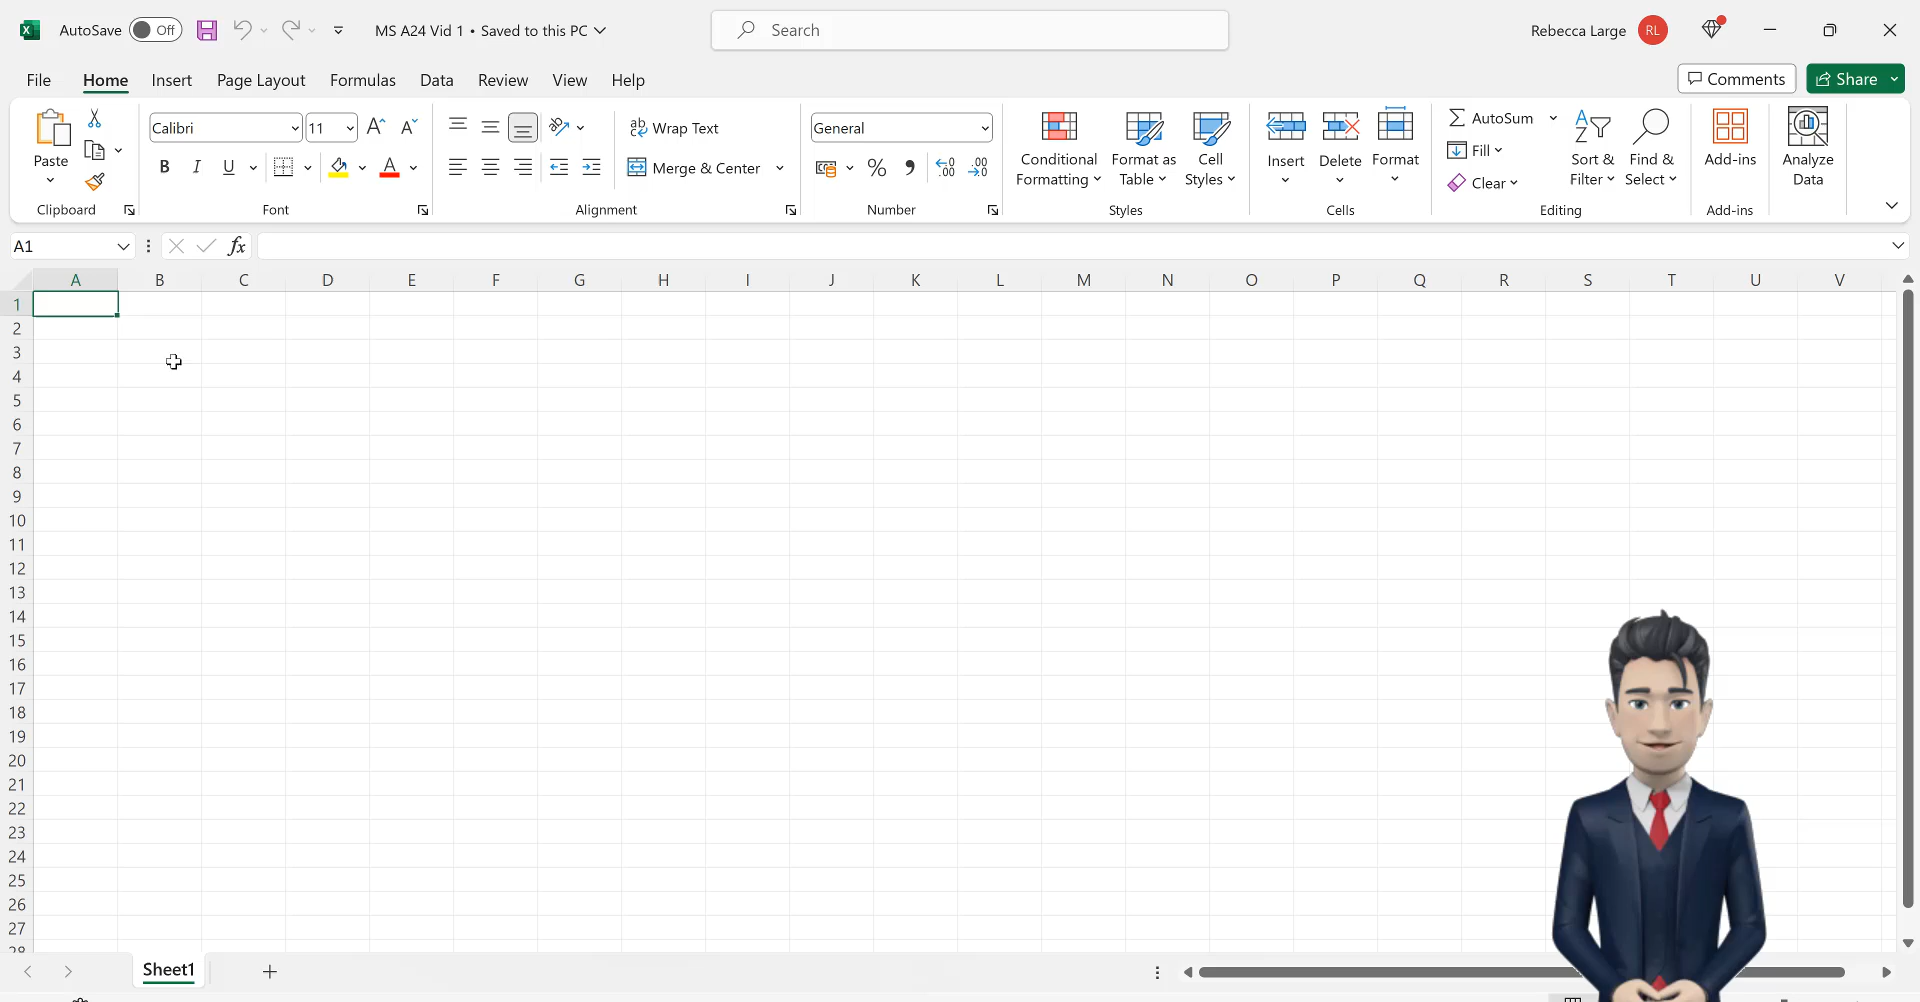 AutoSave Off MS A24 Vid 1 • Saved to this PC Search Rebecca Large RL
File Home Insert Page Layout Formulas Data Review View Help Comments Share
Paste
Clipboard
Calibri 11
B I U A
Font
Wrap Text
Merge & Center
Alignment
General
% 
Number
Conditional Formatting
Format as Table
Cell Styles
Styles
Insert Delete Format
Cells
AutoSum
Fill
Clear
Sort & Filter
Find & Select
Editing
Add-ins
Add-ins
Analyze Data
A1 fx
A B C D E F G H I J K L M N O P Q R S T U V
1
2
3
4
5
6
7
8
9
10
11
12
13
14
15
16
17
18
19
20
21
22
23
24
25
26
27
28
Sheet1